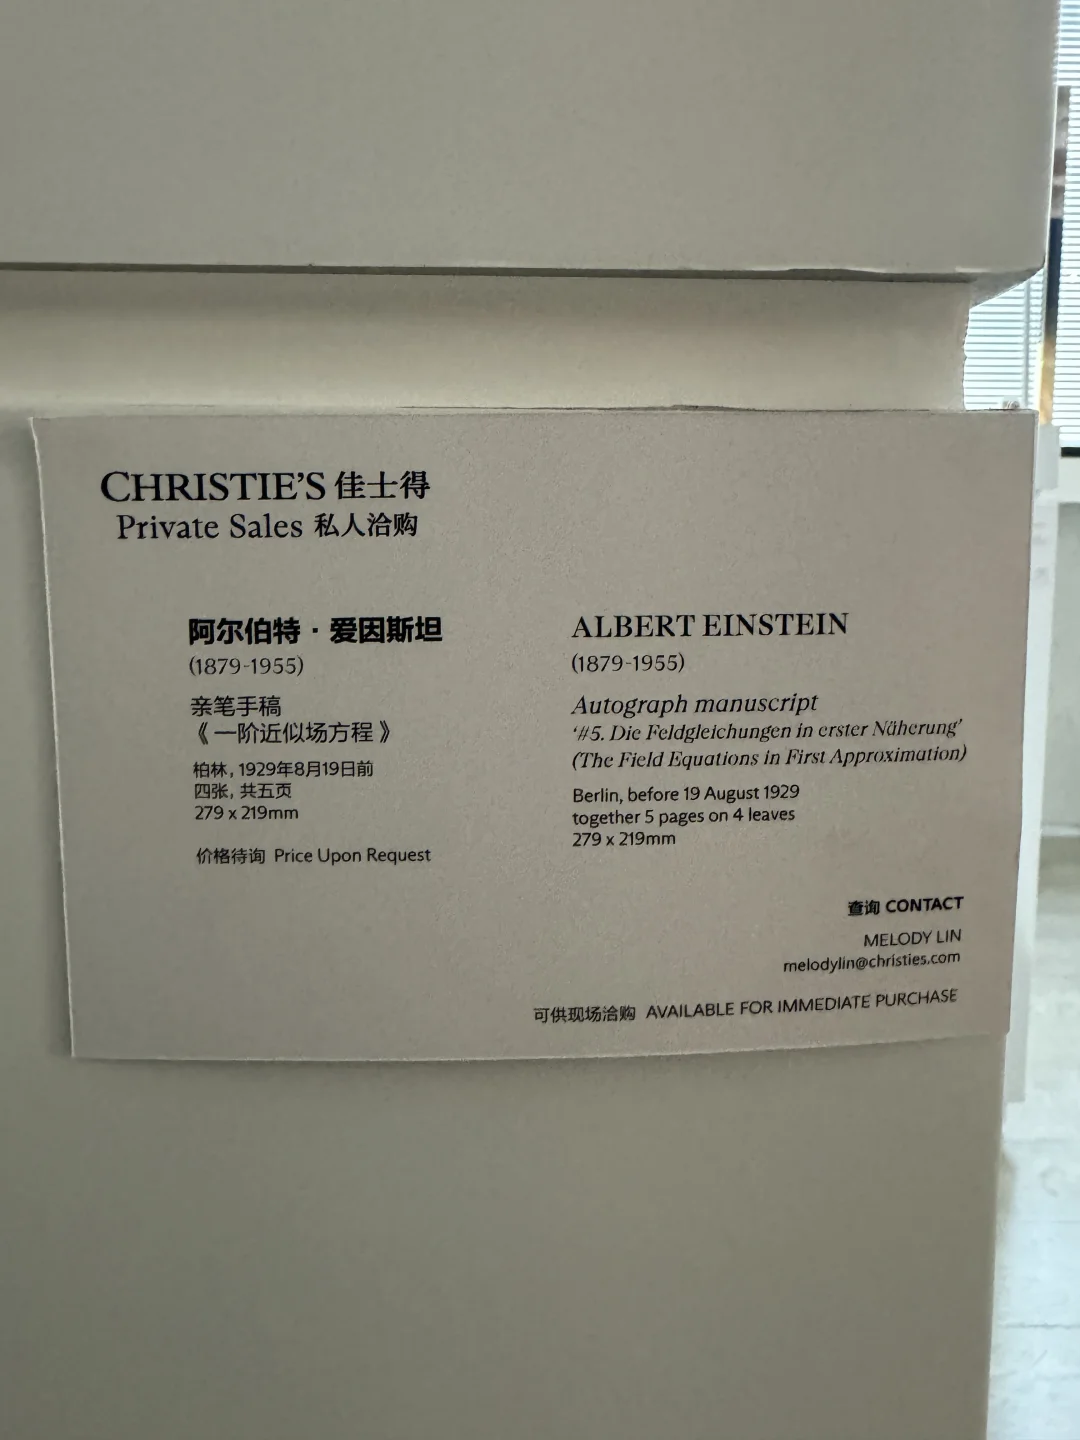 CHRISTIE'S 佳士得
Private Sales 私人洽购
阿尔伯特·爱因斯坦
(1879-1955)
亲笔手稿
《一阶近似场方程》
柏林, 1929年8月19日前
四张, 共五页
279 x 219mm
价格待询 Price Upon Request
ALBERT EINSTEIN
(1879-1955)
Autograph manuscript
‘#5. Die Feldgleichungen in erster Näherung’
(The Field Equations in First Approximation)
Berlin, before 19 August 1929
together 5 pages on 4 leaves
279 x 219mm
查询 CONTACT
MELODY LIN
melodylin@christies.com
可供现场洽购 AVAILABLE FOR IMMEDIATE PURCHASE